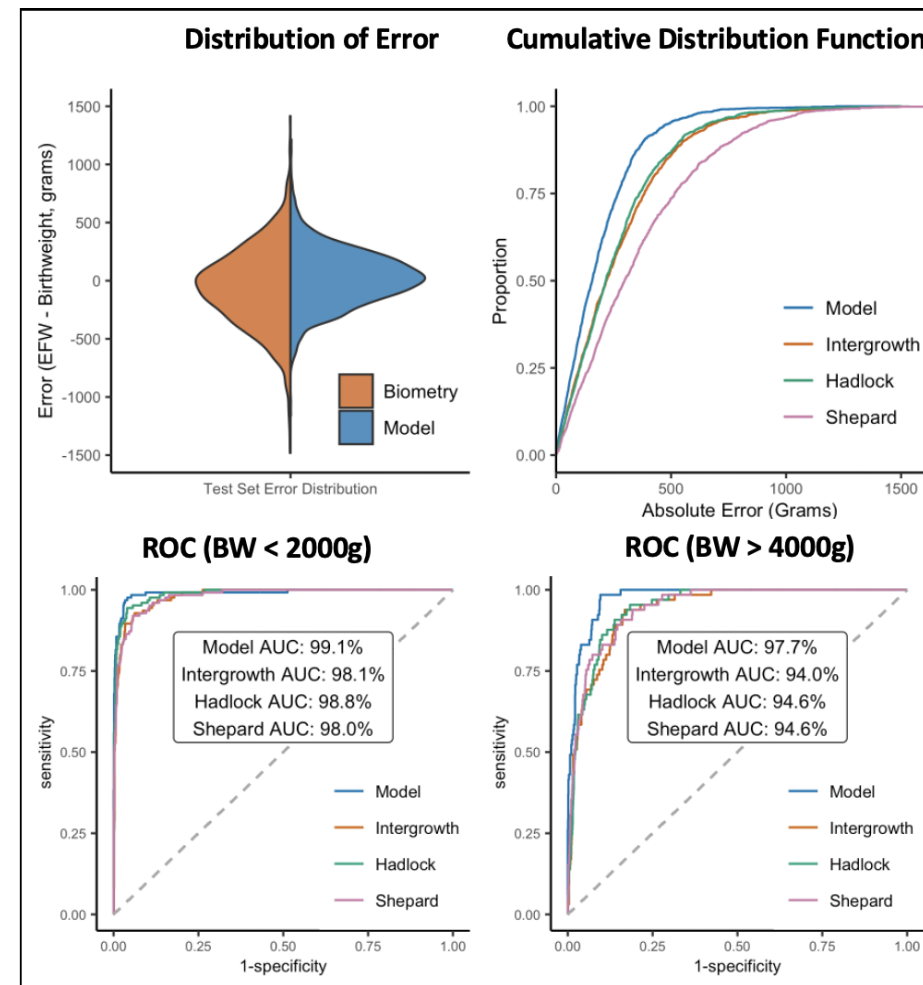 Distribution of Error
1500
1000
500
0
-500
-1000
-1500
Error (EFW - Birthweight, grams)
Biometry
Model
Test Set Error Distribution
Cumulative Distribution Function
1.00
0.75
0.50
0.25
0.00
Proportion
Model
Intergrowth
Hadlock
Shepard
0 500 1000 1500
Absolute Error (Grams)
ROC (BW < 2000g)
1.00
0.75
0.50
0.25
0.00
sensitivity
Model AUC: 99.1%
Intergrowth AUC: 98.1%
Hadlock AUC: 98.8%
Shepard AUC: 98.0%
Model
Intergrowth
Hadlock
Shepard
0.00 0.25 0.50 0.75 1.00
1-specificity
ROC (BW > 4000g)
1.00
0.75
0.50
0.25
0.00
sensitivity
Model AUC: 97.7%
Intergrowth AUC: 94.0%
Hadlock AUC: 94.6%
Shepard AUC: 94.6%
Model
Intergrowth
Hadlock
Shepard
0.00 0.25 0.50 0.75 1.00
1-specificity